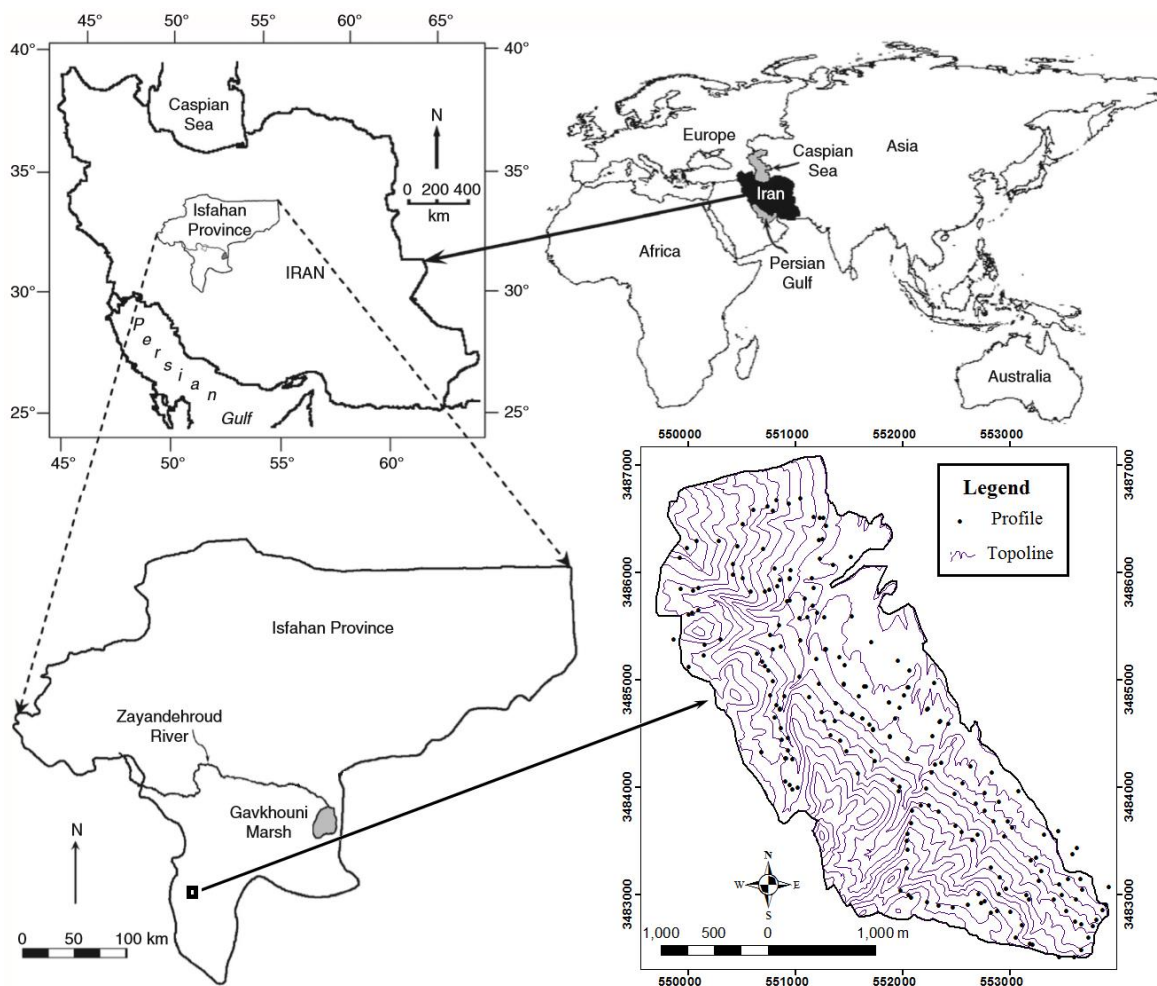 45° 50° 55° 60° 65°
40° 40°
Caspian
Sea
N
35° 35°
0 200 400
km
Isfahan
Province
IRAN
30° 30°
Persian
Gulf
25° 25°
45° 50° 55° 60°
Europe
Asia
Caspian
Sea
Iran
Africa
Persian
Gulf
Australia
Isfahan Province
Zayandehroud
River
Gavkhouni
Marsh
N
0 50 100 km
550000 551000 552000 553000
3487000 3487000
Legend
Profile
Topoline
3486000 3486000
3485000 3485000
3484000 3484000
3483000 3483000
N
W E
S
1,000 500 0 1,000 m
550000 551000 552000 553000